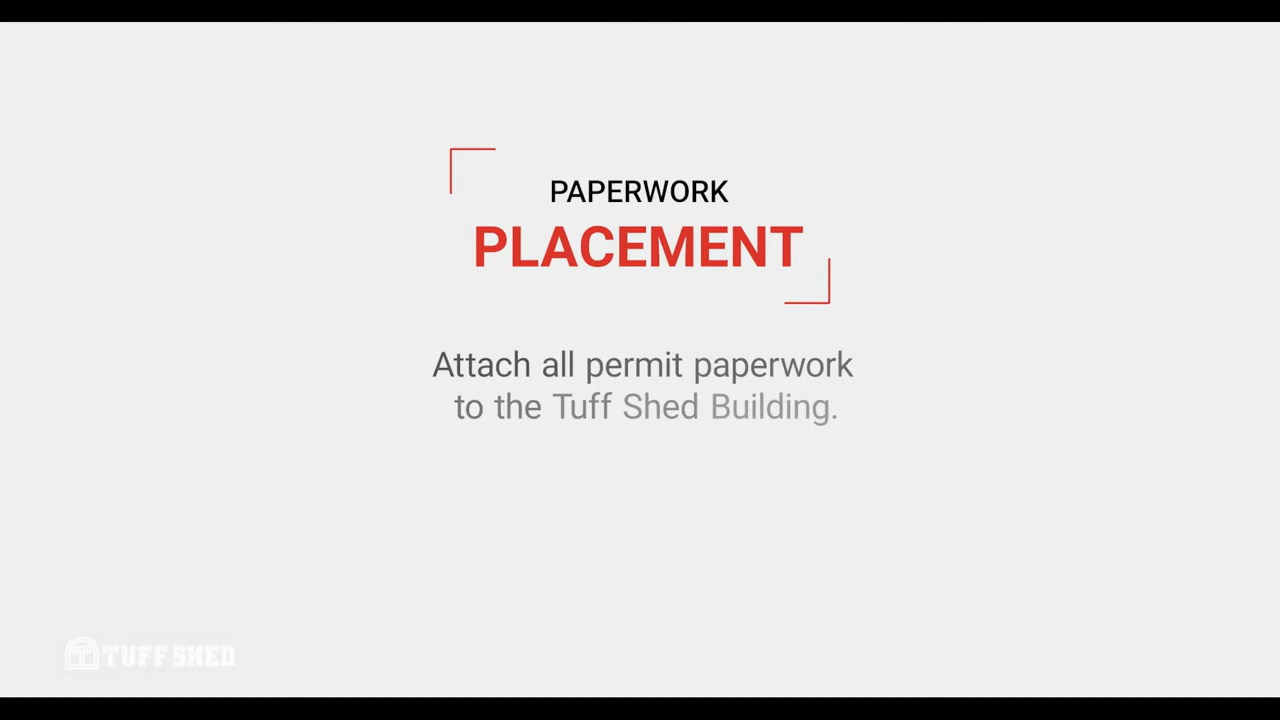 PAPERWORK
PLACEMENT
Attach all permit paperwork
to the Tuff Shed Building.
TUFF SHED